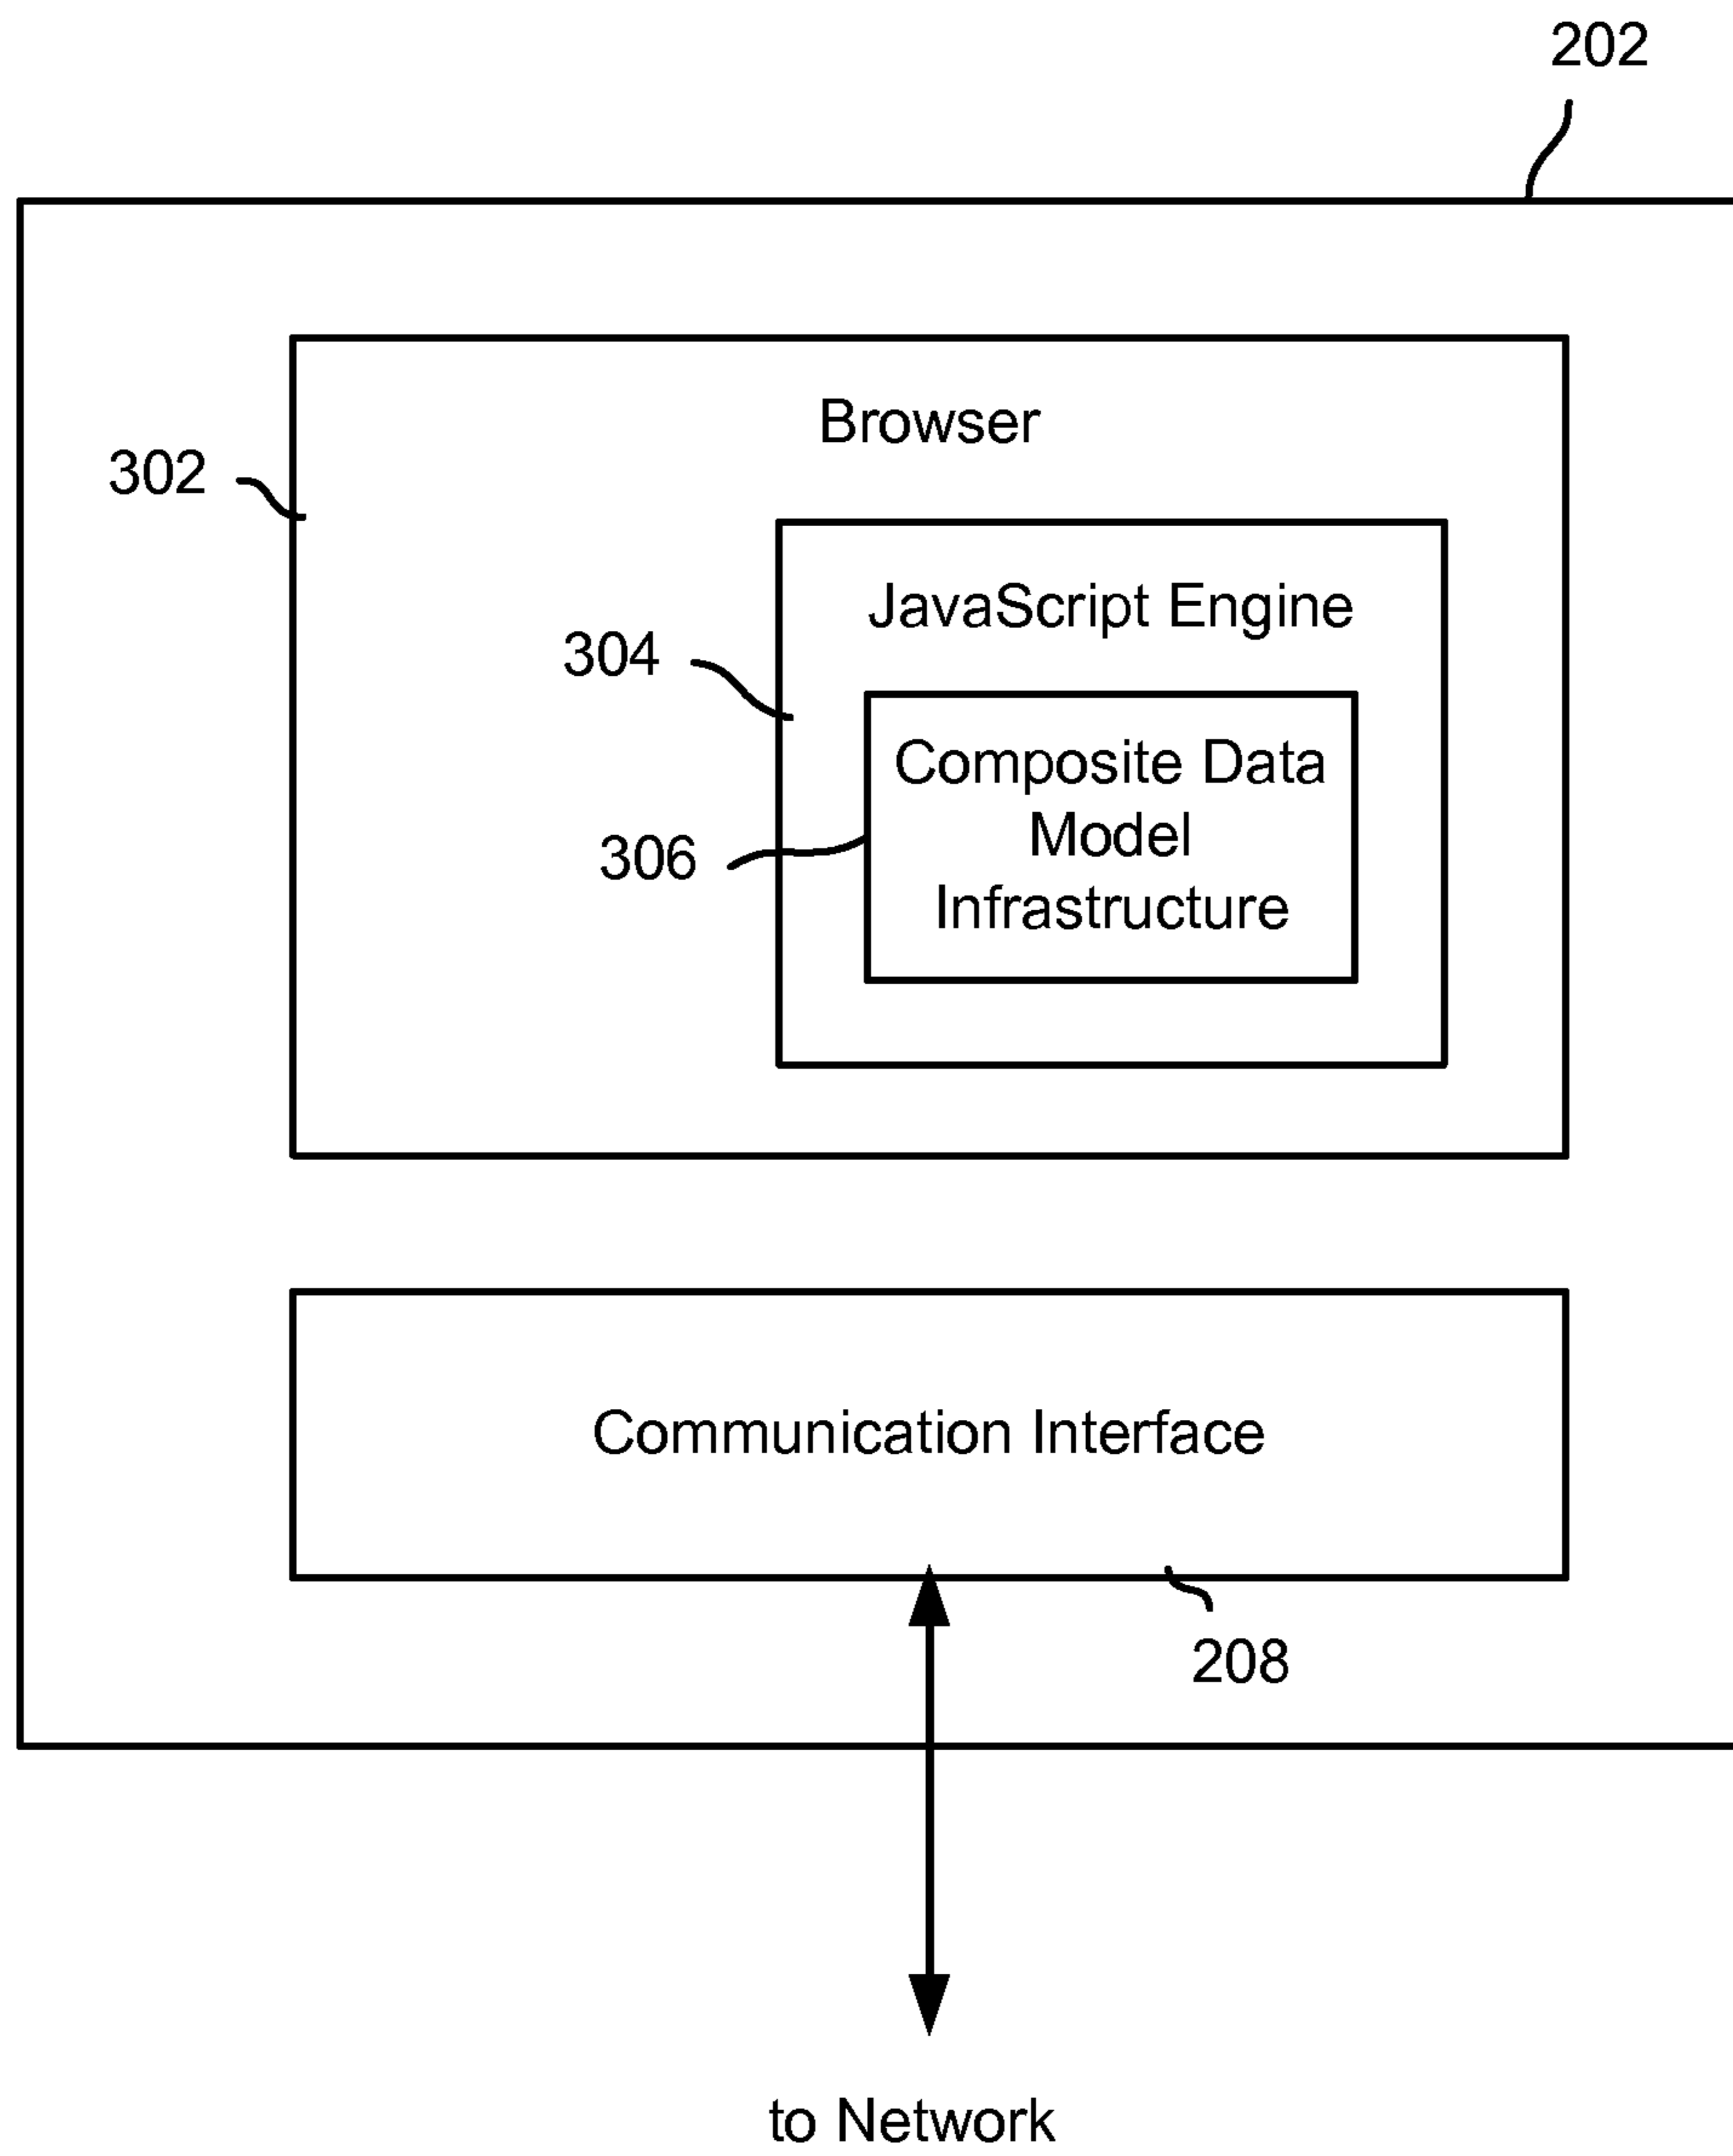 202
Browser
302
JavaScript Engine
304
Composite Data
Model
306
Infrastructure
Communication Interface
208
to Network